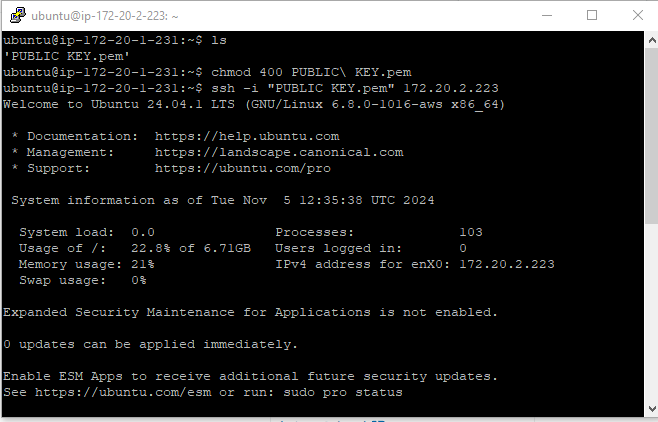 ubuntu@ip-172-20-2-223: ~
ubuntu@ip-172-20-1-231:~$ ls
'PUBLIC KEY.pem'
ubuntu@ip-172-20-1-231:~$ chmod 400 PUBLIC\ KEY.pem
ubuntu@ip-172-20-1-231:~$ ssh -i "PUBLIC KEY.pem" 172.20.2.223
Welcome to Ubuntu 24.04.1 LTS (GNU/Linux 6.8.0-1016-aws x86_64)
* Documentation:  https://help.ubuntu.com
* Management:     https://landscape.canonical.com
* Support:        https://ubuntu.com/pro
System information as of Tue Nov  5 12:35:38 UTC 2024
System load:  0.0               Processes:             103
Usage of /:   22.8% of 6.71GB   Users logged in:       0
Memory usage: 21%               IPv4 address for enX0: 172.20.2.223
Swap usage:   0%
Expanded Security Maintenance for Applications is not enabled.
0 updates can be applied immediately.
Enable ESM Apps to receive additional future security updates.
See https://ubuntu.com/esm or run: sudo pro status